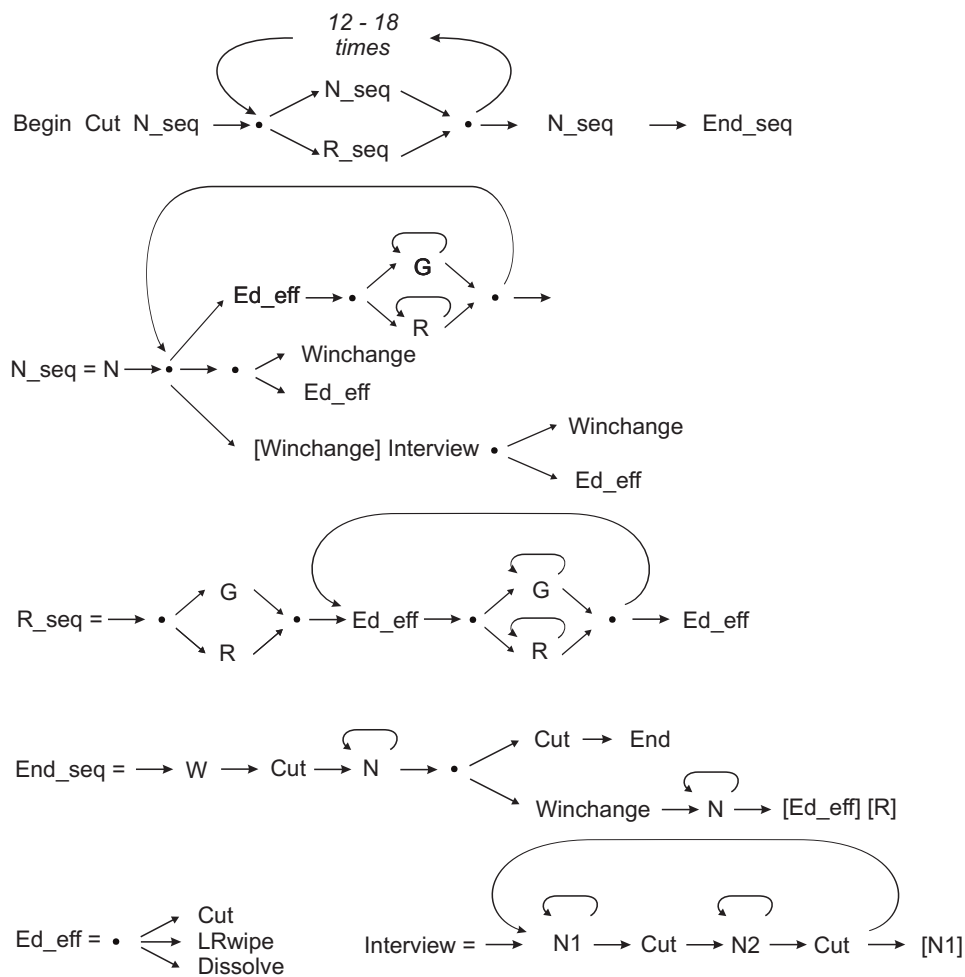 12 - 18
times
N_seq
Begin Cut N_seq N_seq End_seq
R_seq
G
Ed_eff
R
Winchange
N_seq = N
Ed_eff
Winchange
[Winchange] Interview
Ed_eff
G G
R_seq = Ed_eff Ed_eff
R R
Cut End
End_seq = W Cut N
Winchange N [Ed_eff] [R]
Cut
Ed_eff = LRwipe
Dissolve
Interview = N1 Cut N2 Cut [N1]